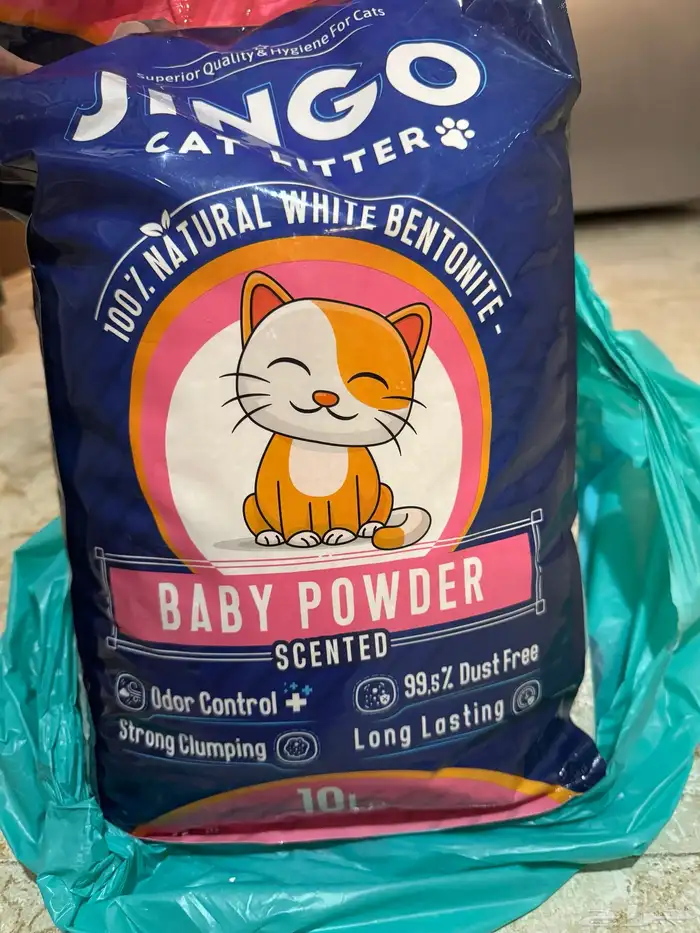 Superior Quality & Hygiene For Cats
JINGO
CAT LITTER
100% NATURAL WHITE BENTONITE-
BABY POWDER
SCENTED
Odor Control +
99.5% Dust Free
Strong Clumping
Long Lasting
10L